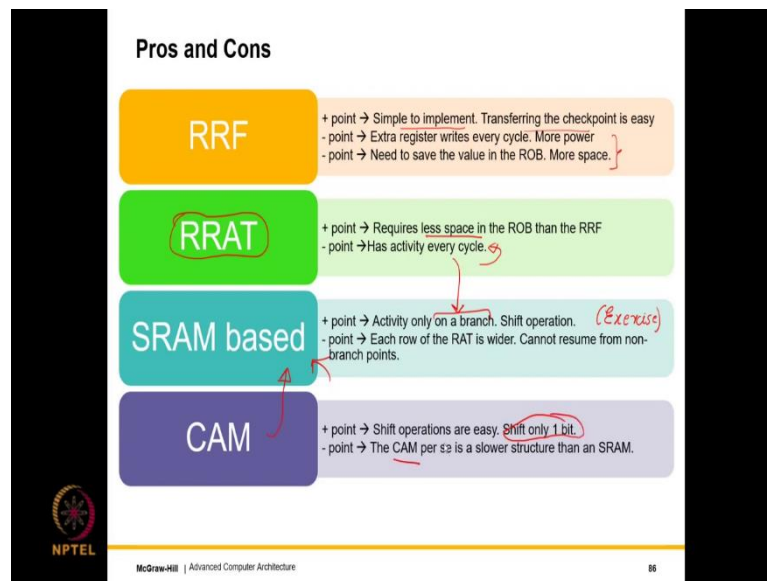 Pros and Cons
RRF
+ point → Simple to implement. Transferring the checkpoint is easy
- point → Extra register writes every cycle. More power
- point → Need to save the value in the ROB. More space.
RRAT
+ point → Requires less space in the ROB than the RRF
- point →Has activity every cycle.
SRAM based
+ point → Activity only on a branch. Shift operation. (Exercise)
- point → Each row of the RAT is wider. Cannot resume from non-
branch points.
CAM
+ point → Shift operations are easy. Shift only 1 bit.
- point → The CAM per se is a slower structure than an SRAM.
NPTEL
McGraw-Hill | Advanced Computer Architecture
86